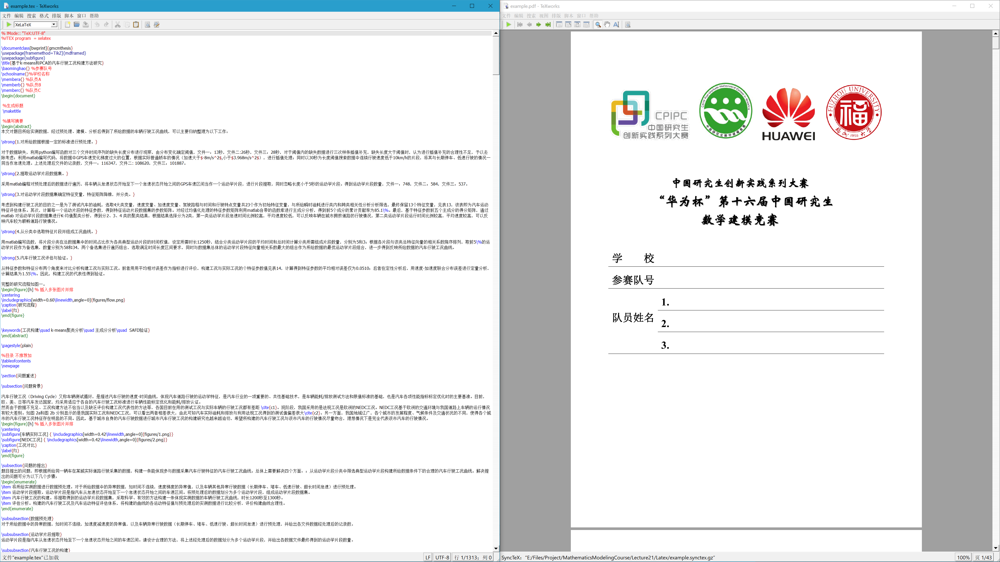 example.tex - TeXworks
文件 编辑 搜索 格式 排版 脚本 窗口 帮助
XeLaTeX
% !Mode:: "TeX:UTF-8"
%!TEX program  = xelatex
\documentclass[bwprint]{gmcmthesis}
\usepackage[framemethod=TikZ]{mdframed}
\usepackage{subfigure}
\title{基于k-means和PCA的汽车行驶工况构建方法研究}
\baominghao{} %参赛队号
\schoolname{}%学校名称
\membera{} %队员A
\memberb{} %队员B
\memberc{} %队员C
\begin{document}
%生成标题
\maketitle
%填写摘要
\begin{abstract}
本文对题目所给实测数据，经过预处理、建模、分析后得到了所给数据的车辆行驶工况曲线，可以主要归纳整理为以下工作：
\strong{1.对所给数据根据一定的标准进行预处理。}
对于数据缺失，利用python编写函数对三个文件时间序列的缺失长度分布进行观察，由分布变化确定阈值，文件一：13秒，文件二:26秒，文件三：28秒，对于阈值内的缺失数据进行三次样条插值补充，缺失长度大于阈值时，认为进行插值补充的合理性不足，予以去
除考虑；利用matlab编写代码，将数据中GPS车速变化梯度过大的位置，根据实际普通轿车的情况（加速大于$-8m/s^2$,小于$3.968m/s^2$），进行插值处理；同时以30秒为长度阈值搜索数据中连续行驶速度低于10km/h的片段，将其与长期停车、低速行驶的情况一
同当作怠速处理。上述处理后文件的记录数，文件一：116347，文件二: 108620，文件三：101887。
\strong{2.提取运动学片段数据集。}
采用matlab编程对预处理后的数据进行遍历，将车辆从怠速状态开始至下一个怠速状态开始之间的GPS车速区间当作一个运动学片段，进行片段提取，同时忽略长度小于5秒的运动学片段。得到运动学片段数量，文件一：748，文件二：584，文件三：537。
\strong{3.对运动学片段数据集确定特征变量，特征矩阵降维，并分类。}
考虑到构建行驶工况的目的之一是为了测试汽车的油耗，选取4大类变量，速度变量、加速度变量、驾驶路程与时间和行驶特点变量共23个作为初始特征变量，与所给瞬时油耗进行类内和跨类相关性分析分析筛选，最终保留13个特征变量，见表13，该表即为汽车运动
特征评估体系。其次，计算每一个运动片段的特征参数，得到特征运动片段数据集的参数矩阵。对经过均值化处理的特征参数矩阵利用matlab自带的函数库进行主成分分析，得到前5个成分的累计贡献率为85.1\%。最后，基于特征参数前五个主成分的得分矩阵，通过
matlab 对运动学片段数据集进行K-均值聚类分析，得到分2、3、4 类的聚类结果，根据结果选择分为2类，第一类运动学片段怠速时间比例较高，平均速度较低，可以反映车辆在城市拥挤道路的行驶情况，第二类运动学片段运行时间比例较高，平均速度较高，可以反
映汽车较为顺畅道路行驶情况。
\strong{4.从分类中选取特征片段并组成工况曲线。}
用matlab编写函数，将片段分类在总数据集中的时间占比作为各类典型运动片段的时间权值，设定所需时长1250秒，结合分类运动学片段的平均时间和总时间计算分类所需组成片段数量，分别为5和3；根据各片段与该类总特征向量的相关系数降序排列，取前5\%的运
动学片段作为备选集，数量分别为58和34，两个备选集进行遍历组合，选取满足时间长度区间要求，同时与数据集总体的运动学片段特征向量相关系数最大的组合作为所给数据的最优运动学片段组合，进一步得到反映所给数据的汽车行驶工况曲线。
\strong{5.汽车行驶工况评估与验证。}
从特征参数和特征分布两个角度来对比分析构建工况与实际工况。前者用用平均相对误差作为指标进行评价，构建工况与实际工况的个特征参数值见表14，计算得到特征参数的平均相对误差仅为0.0510；后者在定性分析后，用速度-加速度联合分布误差进行定量分析，
计算结果为1.55\%。因此，构建工况的代表性得到验证。
完整的研究流程如图一。
\begin{figure}[h] % 插入多张图片并排
\centering
\includegraphics[width=0.60\linewidth,angle=0]{figures/flow.png}
\caption{研究流程}
\label{f1}
\end{figure}
\keywords{工况构建\quad k-means聚类分析\quad 主成分分析\quad  SAFD验证}
\end{abstract}
\pagestyle{plain}
%目录 不推荐加
\tableofcontents
\newpage
\section{问题重述}
\subsection{问题背景}
汽车行驶工况（Driving Cycle）又称车辆测试循环，是描述汽车行驶的速度-时间曲线，体现汽车道路行驶的运动学特征，是汽车行业的一项重要的、共性基础技术，是车辆能耗/排放测试方法和限值标准的基础，也是汽车各项性能指标标定优化时的主要基准。目前，
欧、美、日等汽车发达国家，均采用适应于各自的汽车行驶工况标准进行车辆性能标定优化和能耗/排放认证。
然而由于数据不充足、工况构建方法不恰当以及缺乏评价构建工况代表性的方法等，各国目前在用的测试工况与实际车辆的行驶工况都有差距 \cite{c1}。现阶段，我国采用的是法规工况是欧洲的NEDC工况。NEDC工况基于欧洲的交通环境与我国道路上车辆的运行情况
有较大差别。如图 2a和图 2b 分别显示的是我国实际工况和NEDC工况，可以看出两者相差很大，由此可知汽车实际油耗和排放与利用法规工况得到的测试值偏差很大\cite{c2}。另一方面，我国地域辽广，各个城市的发展程度、气候条件及交通状况的不同，使得各个城
市的汽车行驶工况特征存在明显的不同。因此，基于城市自身的汽车行驶数据进行城市汽车行驶工况的构建研究也越来越迫切，希望所构建的汽车行驶工况与该市汽车的行驶情况尽量吻合，理想情况下是完全代表该市汽车的行驶情况。
\begin{figure}[h] % 插入多张图片并排
\centering
\subfigure[车辆实际工况] { \includegraphics[width=0.42\linewidth,angle=0]{figures/1.png}}
\subfigure[NEDC工况] { \includegraphics[width=0.42\linewidth,angle=0]{figures/2.png}}
\caption{工况对比}
\label{f1}
\end{figure}
\subsection{问题的提出}
题目提出的问题，即根据所给同一辆车在某城实际道路行驶采集的数据，构建一条能体现参与数据采集汽车行驶特征的汽车行驶工况曲线。总体上需要解决四个方面：；从运动学片段分类中筛选典型运动学片段构建所给数据条件下的合理的汽车行驶工况曲线。解决提
出的问题可分为以下几个步骤：
\begin{enumerate}
\item 将所给实测数据进行数据预处理。对于所给数据中的异常数据，如时间不连续，速度梯度的异常值，以及车辆其他异常行驶数据（长期停车、堵车、低速行驶、超长时间怠速）进行预处理。
\item 运动学片段提取。运动学片段是指汽车从怠速状态开始至下一个怠速状态开始之间的车速区间。将预处理后的数据划分为多个运动学片段，组成运动学片段数据集。
\item 汽车行驶工况的构建。将提取得到的运动学片段数据集，采取科学、有效的方法构建一条体现实测数据的车辆行驶工况曲线，时长1200秒至1300秒。
\item 评估分析。构建的汽车行驶工况及汽车运动特征评估体系，将构建的曲线的各运动特征值与预处理后的实测数据进行比较分析，评价构建曲线合理性。
\end{enumerate}
\subsubsection{数据预处理}
对于所给数据中的异常数据，如时间不连续，加速度减速度的异常值，以及车辆异常行驶数据（长期停车、堵车、低速行驶、超长时间怠速）进行预处理，并给出各文件数据经处理后的记录数。
\subsubsection{运动学片段提取}
运动学片段是指汽车从怠速状态开始至下一个怠速状态开始之间的车速区间。请设计合理的方法，将上述经处理后的数据划分为多个运动学片段，并给出各数据文件最终得到的运动学片段数量。
\subsubsection{汽车行驶工况的构建}
文件“example.tex”已加载
LF UTF-8 行 1/1313；列 0
example.pdf - TeXworks
文件 编辑 搜索 视图 排版 脚本 窗口 帮助
CPIPC
中国研究生
创新实践系列大赛
China Post-Graduate Mathematical Contest in Modeling
中国研究生数学建模竞赛
HUAWEI
FUZHOU UNIVERSITY
福
福州大学
1958
中国研究生创新实践系列大赛
“华为杯”第十六届中国研究生
数学建模竞赛
学 校
参赛队号
队员姓名
1.
2.
3.
SyncTeX：“E:/Files/Project/MathematicsModelingCourse/Lecture21/Latex/example.synctex.gz”
100% 页 1/43